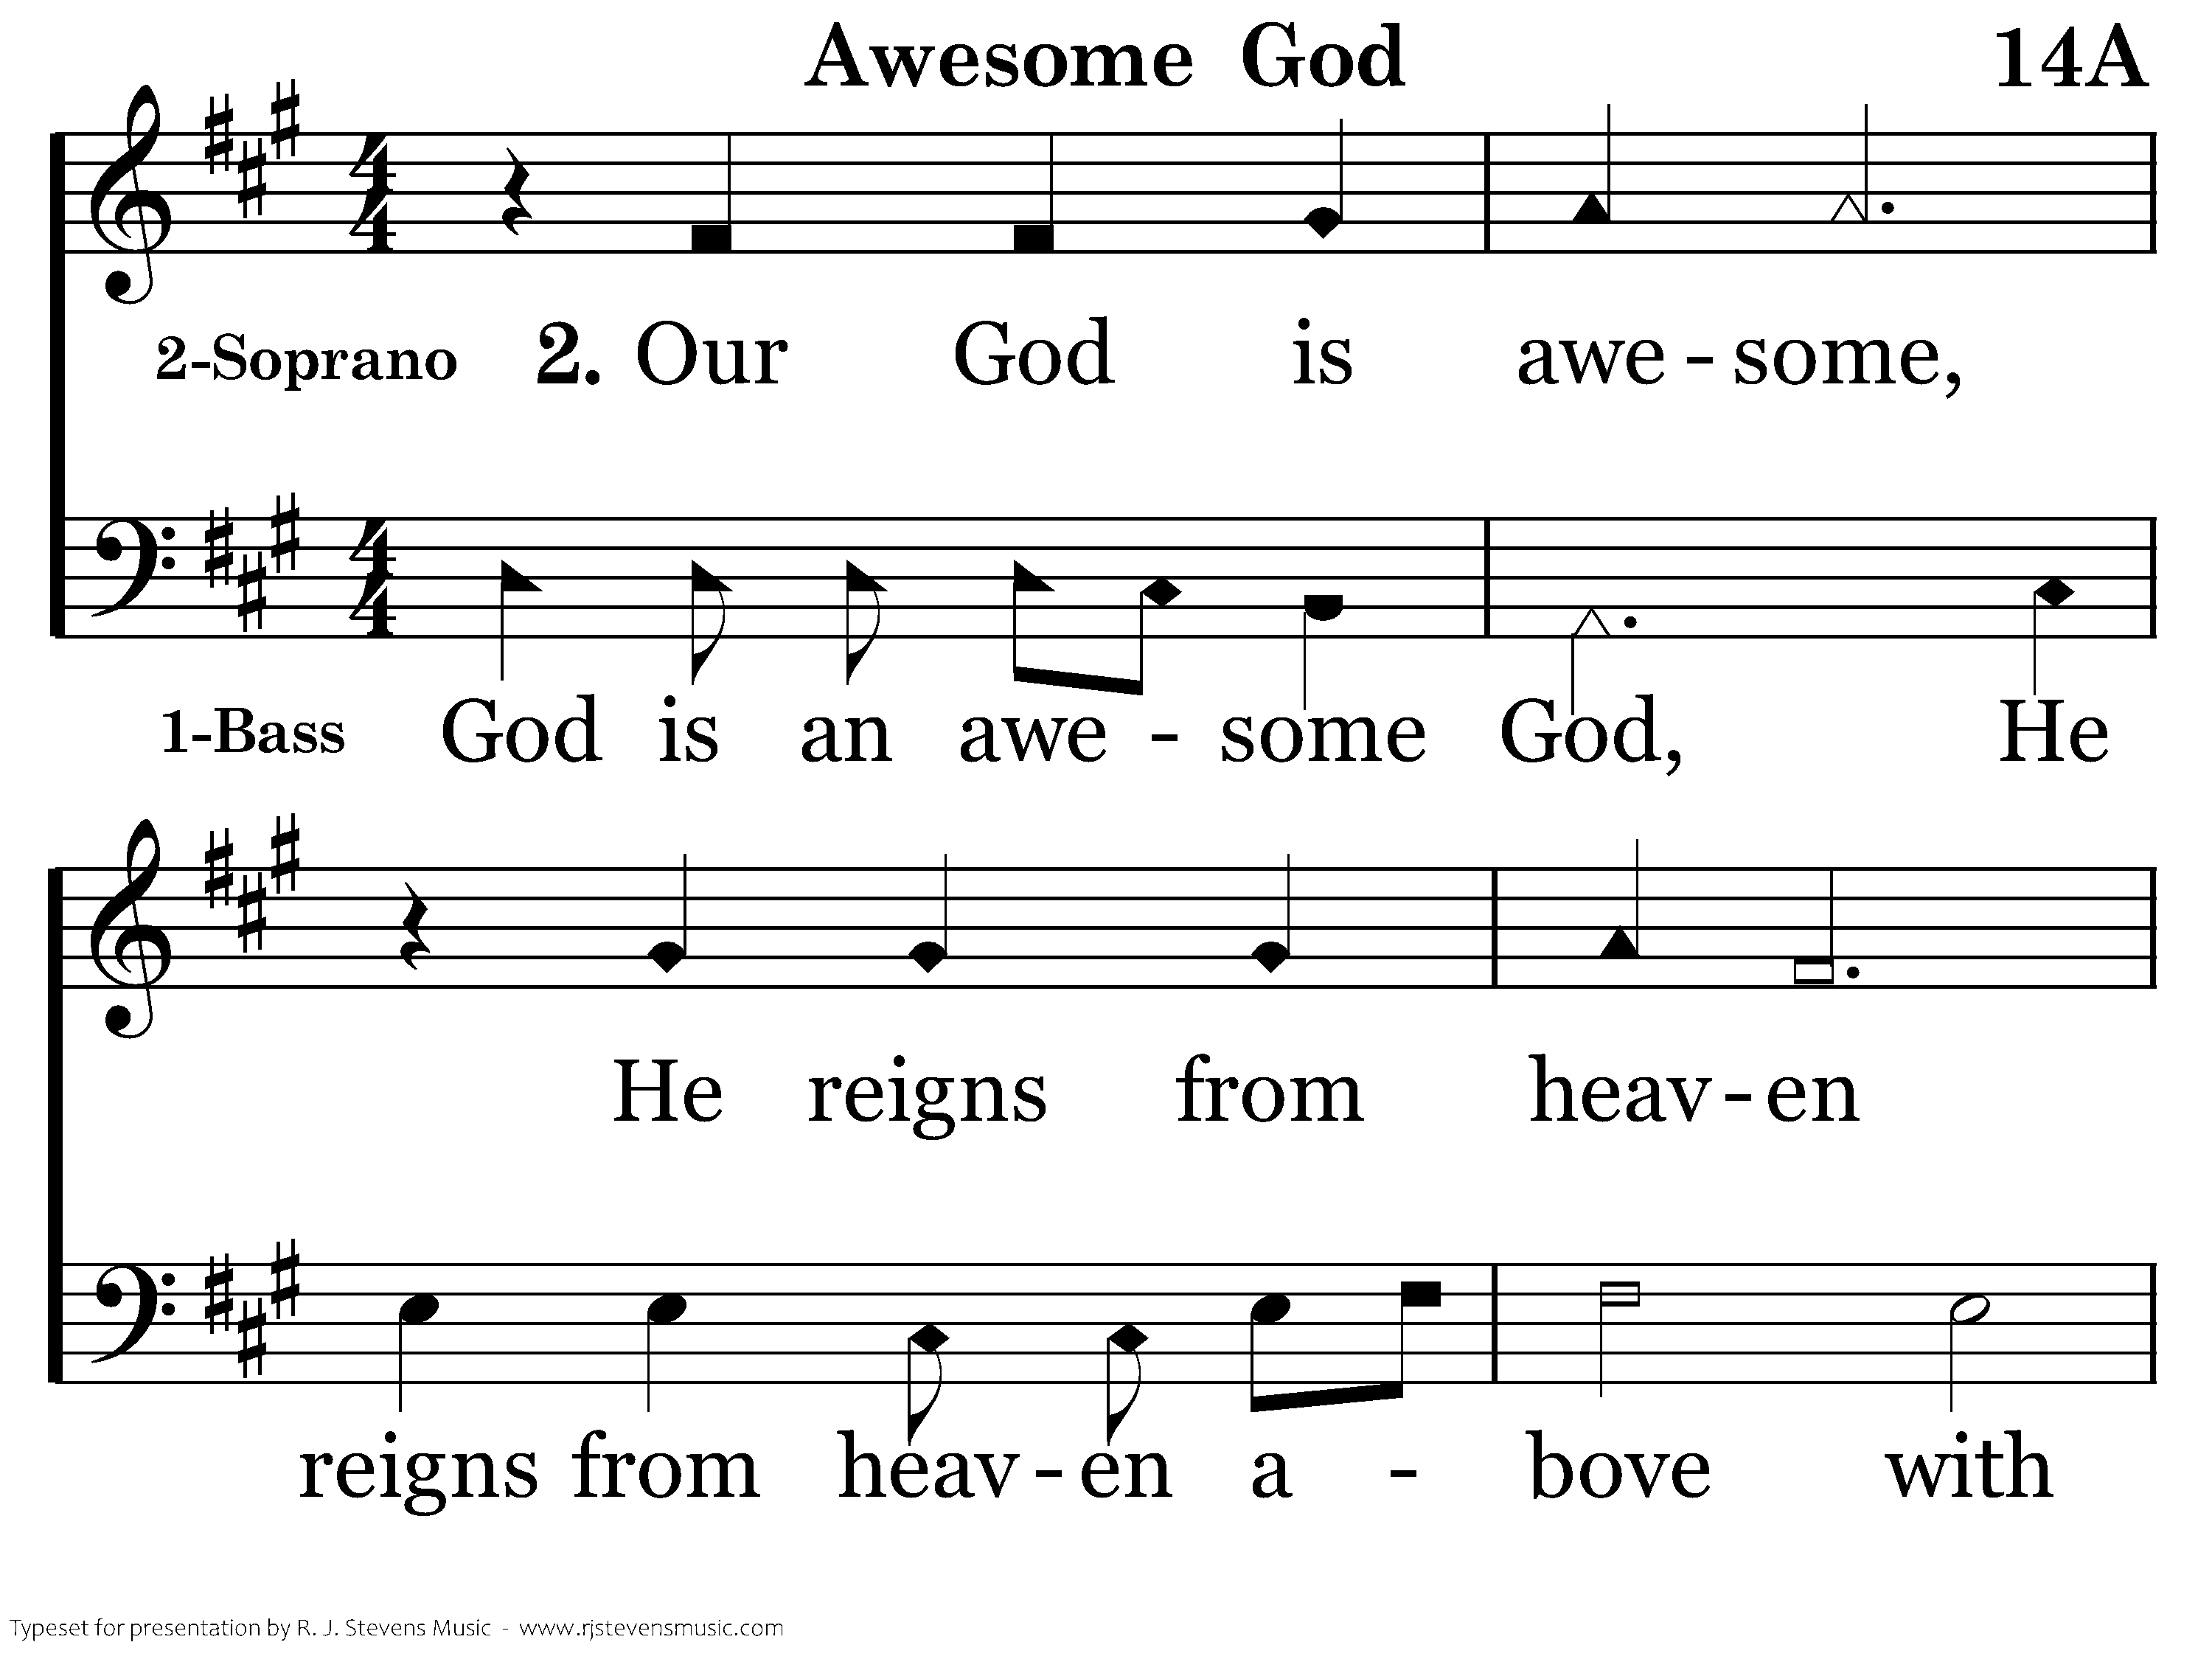 Awesome God 14A
2-Soprano 2. Our God is awe - some,
1-Bass God is an awe - some God, He
He reigns from heav - en
reigns from heav - en a - bove with
Typeset for presentation by R. J. Stevens Music - www.rjstevensmusic.com